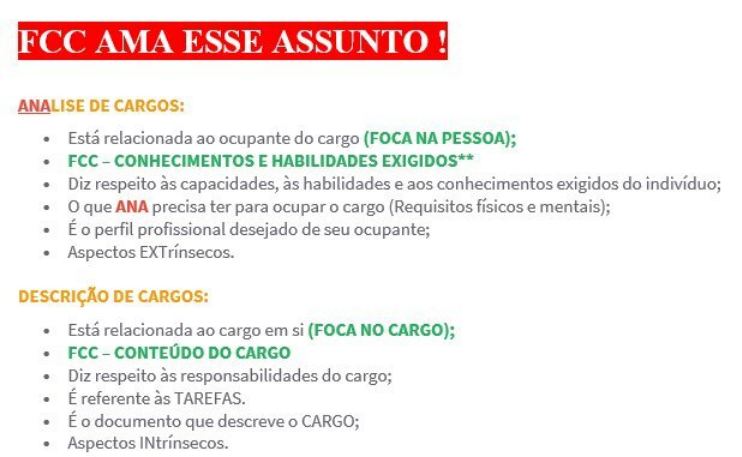 FCC AMA ESSE ASSUNTO !
ANALISE DE CARGOS:
• Está relacionada ao ocupante do cargo (FOCA NA PESSOA);
• FCC – CONHECIMENTOS E HABILIDADES EXIGIDOS**
• Diz respeito às capacidades, às habilidades e aos conhecimentos exigidos do indivíduo;
• O que ANA precisa ter para ocupar o cargo (Requisitos físicos e mentais);
• É o perfil profissional desejado de seu ocupante;
• Aspectos EXTrínsecos.
DESCRIÇÃO DE CARGOS:
• Está relacionada ao cargo em si (FOCA NO CARGO);
• FCC – CONTEÚDO DO CARGO
• Diz respeito às responsabilidades do cargo;
• É referente às TAREFAS.
• É o documento que descreve o CARGO;
• Aspectos INtrínsecos.